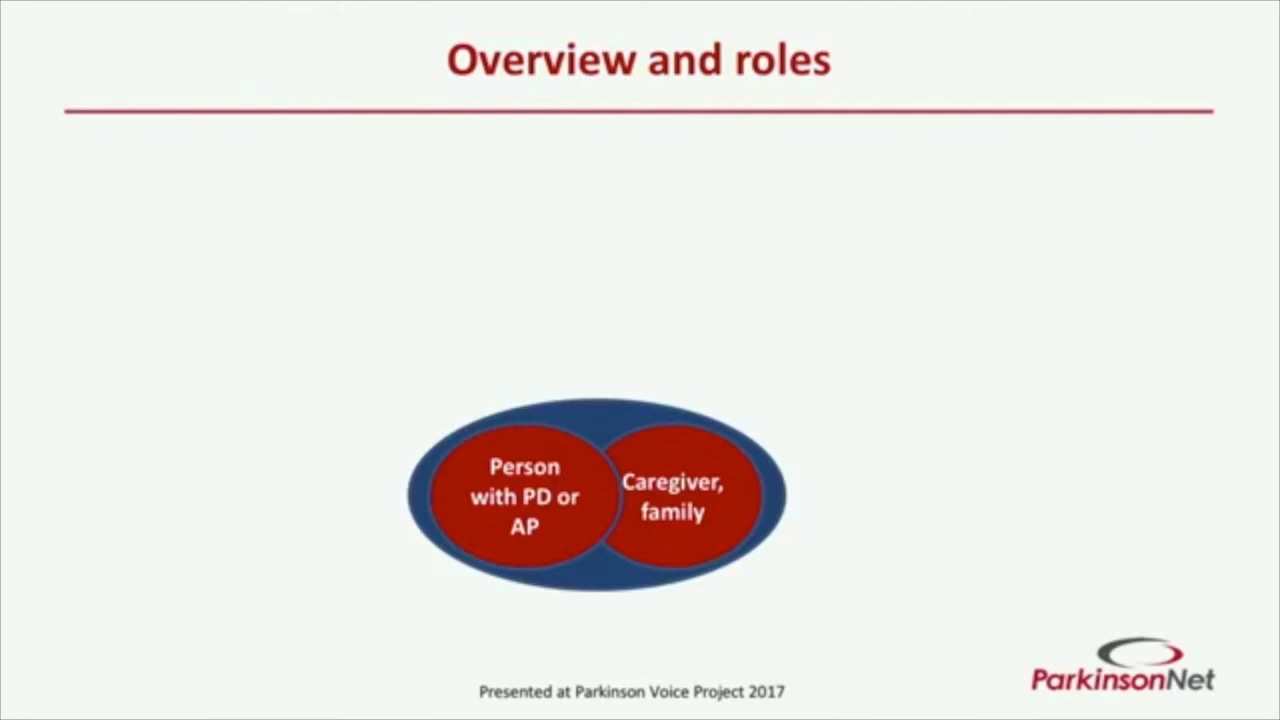 Overview and roles
Person
with PD or
AP
Caregiver,
family
ParkinsonNet
Presented at Parkinson Voice Project 2017